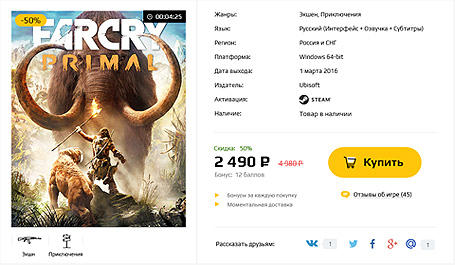 -50%
00:04:25
FARCRY
PRIMAL
Экшн
Приключения
Жанры: Экшен, Приключения
Язык: Русский (Интерфейс + Озвучка + Субтитры)
Регион: Россия и СНГ
Платформа: Windows 64-bit
Дата выхода: 1 марта 2016
Издатель: Ubisoft
Активация: STEAM
Наличие: Товар в наличии
Скидка: 50%
2 490 ₽ 4 980 ₽
Бонус: 12 баллов
Купить
Бонусы за каждую покупку
Моментальная доставка
Отзывы об игре (45)
Рассказать друзьям: 1 1